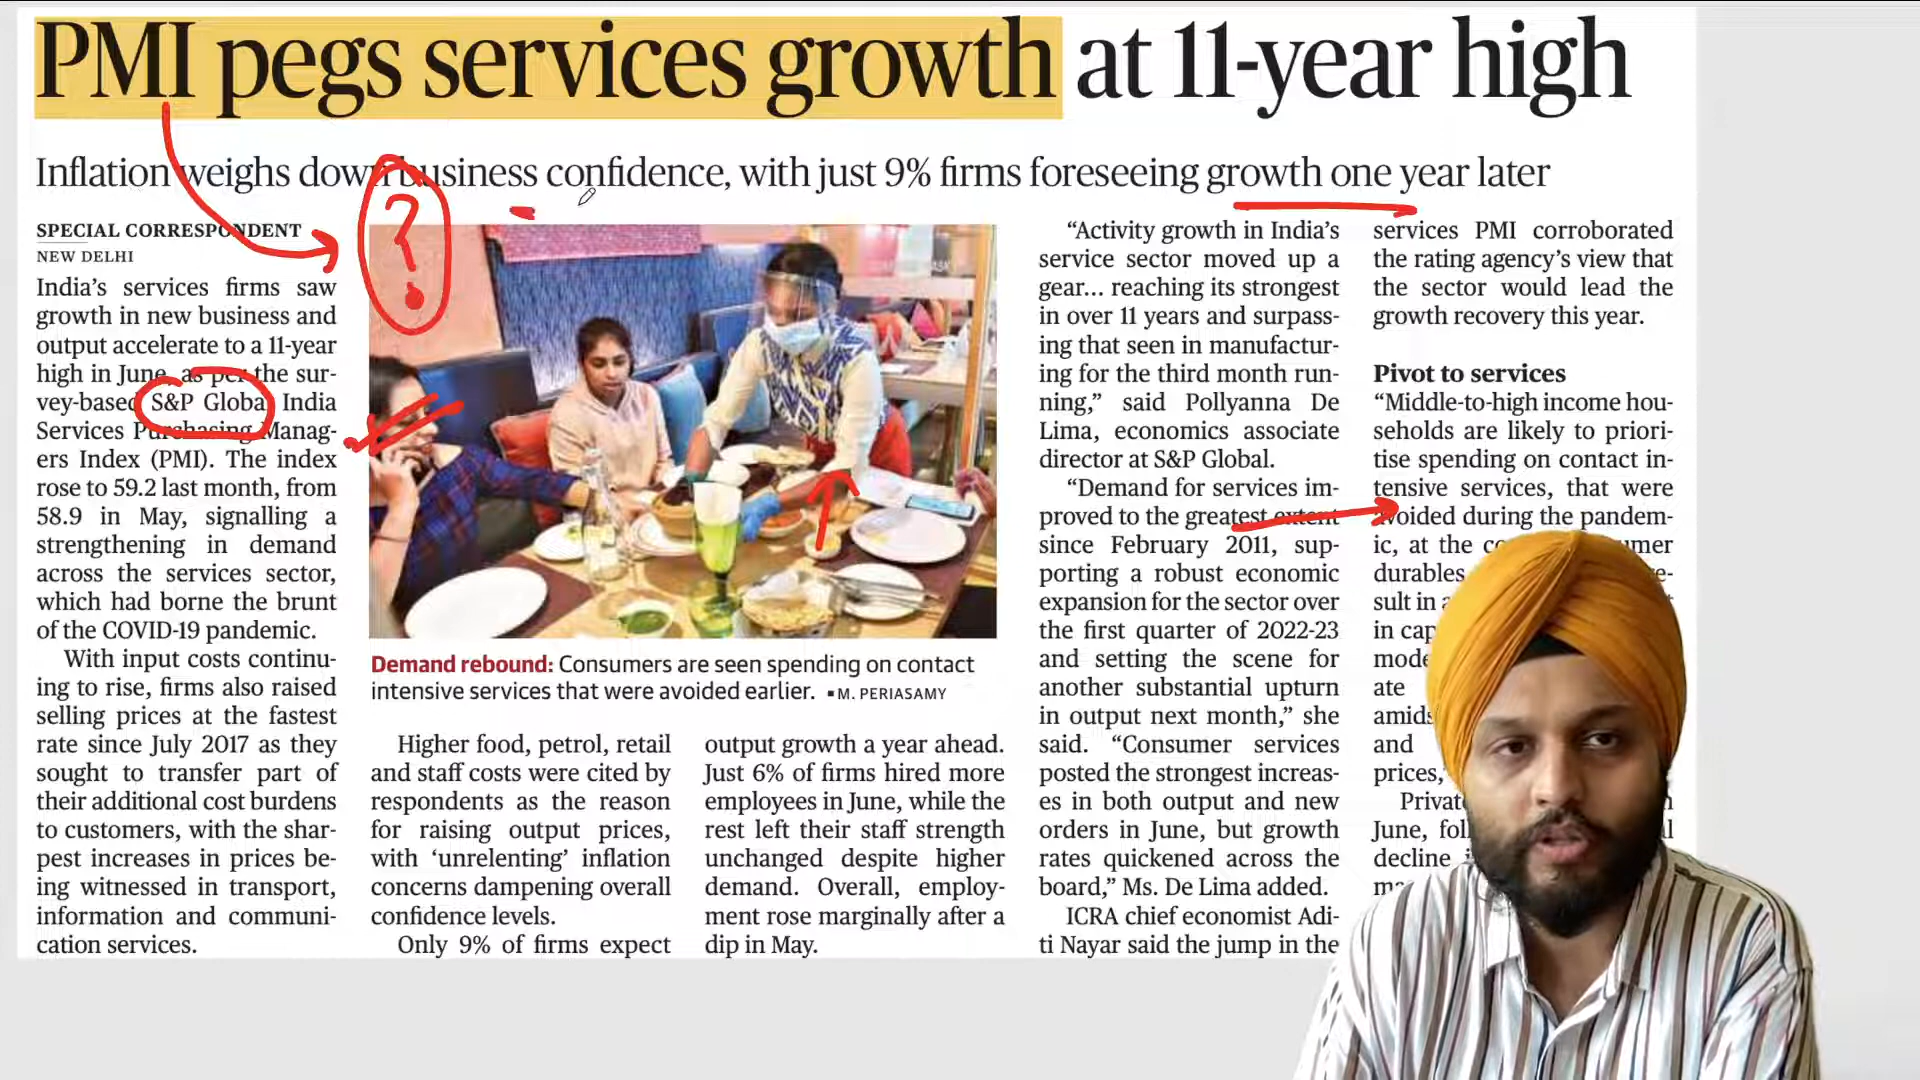 PMI pegs services growth at 11-year high
Inflation weighs down business confidence, with just 9% firms foreseeing growth one year later
SPECIAL CORRESPONDENT
NEW DELHI
India's services firms saw
growth in new business and
output accelerate to a 11-year
high in June, as per the sur-
vey-based S&P Global India
Services Purchasing Manag-
ers Index (PMI). The index
rose to 59.2 last month, from
58.9 in May, signalling a
strengthening in demand
across the services sector,
which had borne the brunt
of the COVID-19 pandemic.
With input costs continu-
ing to rise, firms also raised
selling prices at the fastest
rate since July 2017 as they
sought to transfer part of
their additional cost burdens
to customers, with the shar-
pest increases in prices be-
ing witnessed in transport,
information and communi-
cation services.
?
Demand rebound: Consumers are seen spending on contact
intensive services that were avoided earlier. ▪ M. PERIASAMY
Higher food, petrol, retail
and staff costs were cited by
respondents as the reason
for raising output prices,
with ‘unrelenting’ inflation
concerns dampening overall
confidence levels.
Only 9% of firms expect
output growth a year ahead.
Just 6% of firms hired more
employees in June, while the
rest left their staff strength
unchanged despite higher
demand. Overall, employ-
ment rose marginally after a
dip in May.
“Activity growth in India’s
service sector moved up a
gear... reaching its strongest
in over 11 years and surpass-
ing that seen in manufactur-
ing for the third month run-
ning,” said Pollyanna De
Lima, economics associate
director at S&P Global.
“Demand for services im-
proved to the greatest extent
since February 2011, sup-
porting a robust economic
expansion for the sector over
the first quarter of 2022-23
and setting the scene for
another substantial upturn
in output next month,” she
said. “Consumer services
posted the strongest increas-
es in both output and new
orders in June, but growth
rates quickened across the
board,” Ms. De Lima added.
ICRA chief economist Adi-
ti Nayar said the jump in the
services PMI corroborated
the rating agency’s view that
the sector would lead the
growth recovery this year.
Pivot to services
“Middle-to-high income hou-
seholds are likely to priori-
tise spending on contact in-
tensive services, that were
avoided during the pandem-
ic, at the
durables
sult in
in
amids
and
prices,
June,
decline